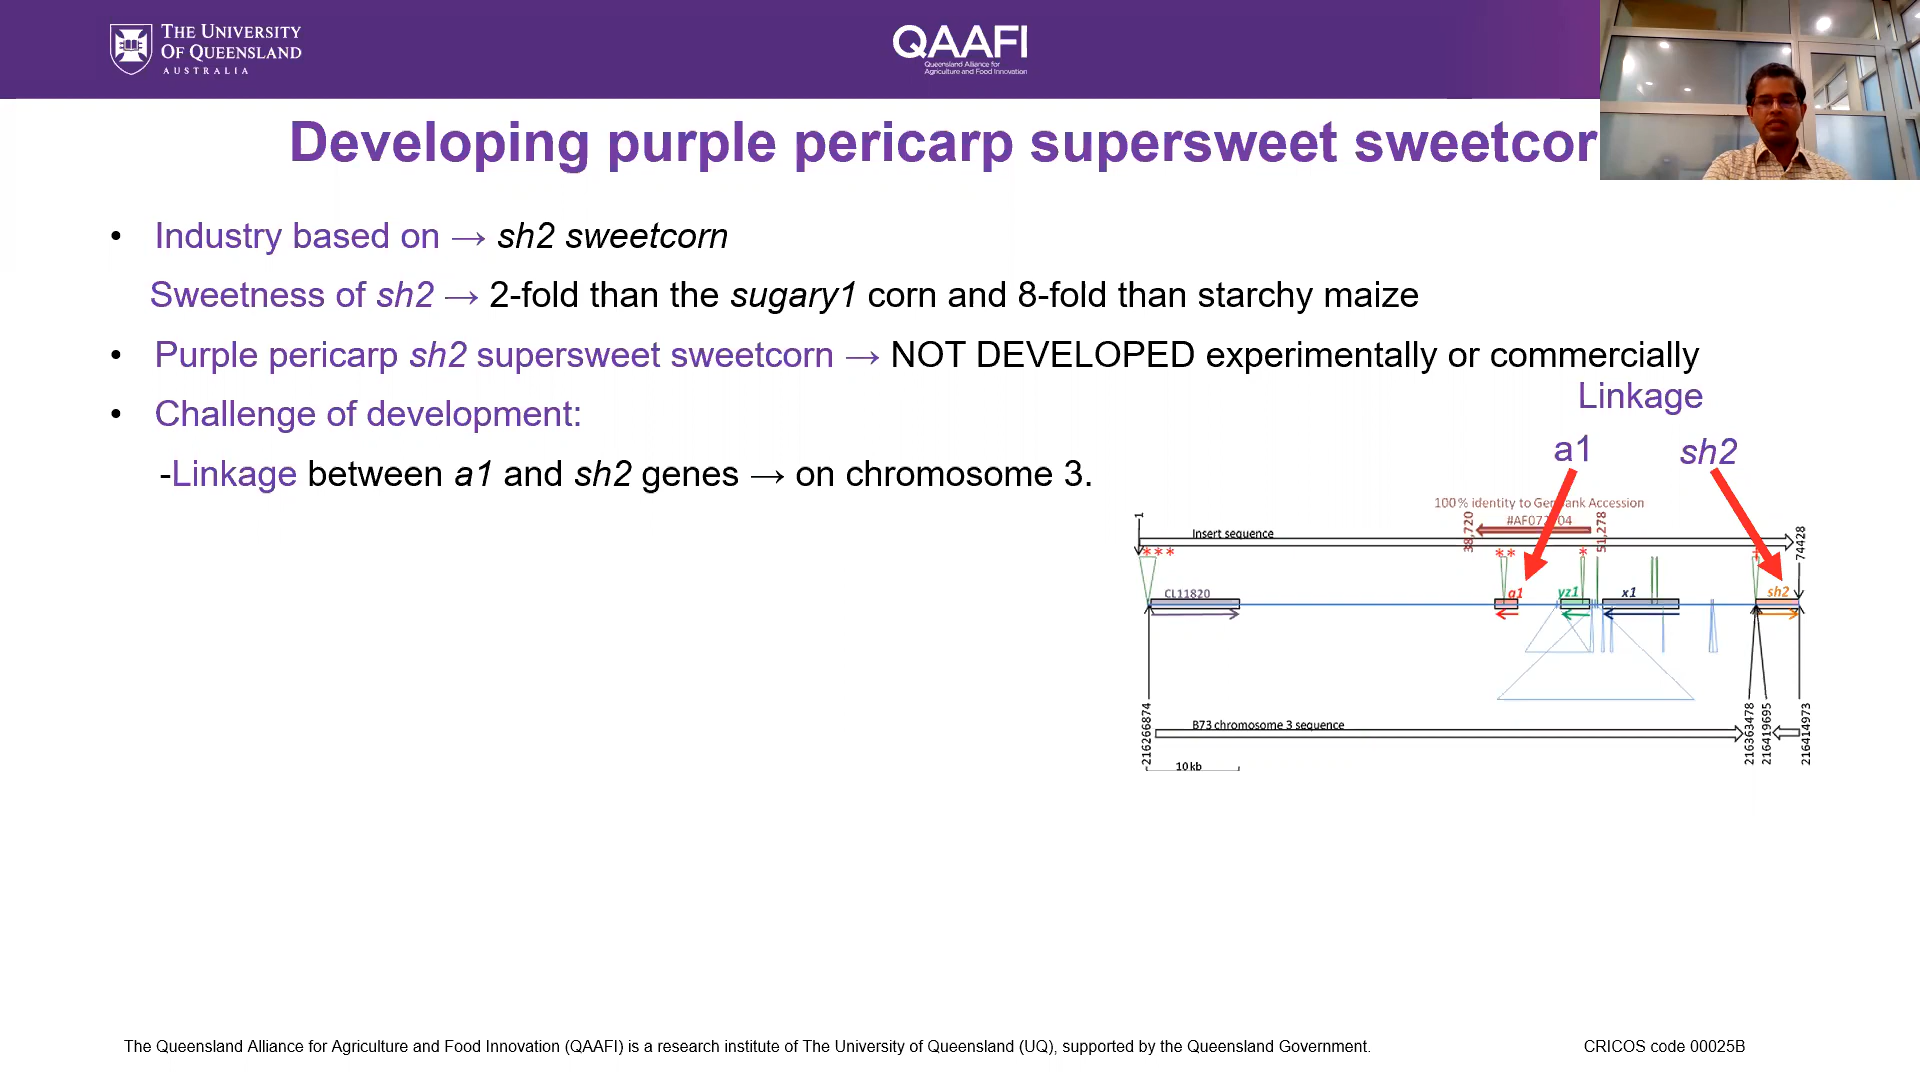 THE UNIVERSITY
OF QUEENSLAND
AUSTRALIA
QAAFI
Queensland Alliance for
Agriculture and Food Innovation
Developing purple pericarp supersweet sweetcor
• Industry based on → sh2 sweetcorn
Sweetness of sh2 → 2-fold than the sugary1 corn and 8-fold than starchy maize
• Purple pericarp sh2 supersweet sweetcorn → NOT DEVELOPED experimentally or commercially
• Challenge of development:
-Linkage between a1 and sh2 genes → on chromosome 3.
Linkage
a1 sh2
100% identity to GenBank Accession
1
Insert sequence
38,720
51,278
74428
*** ** *
CL11820 a1 yz1 x1 sh2
216266874
B73 chromosome 3 sequence
216363478
216419695
216414973
10 kb
The Queensland Alliance for Agriculture and Food Innovation (QAAFI) is a research institute of The University of Queensland (UQ), supported by the Queensland Government.
CRICOS code 00025B